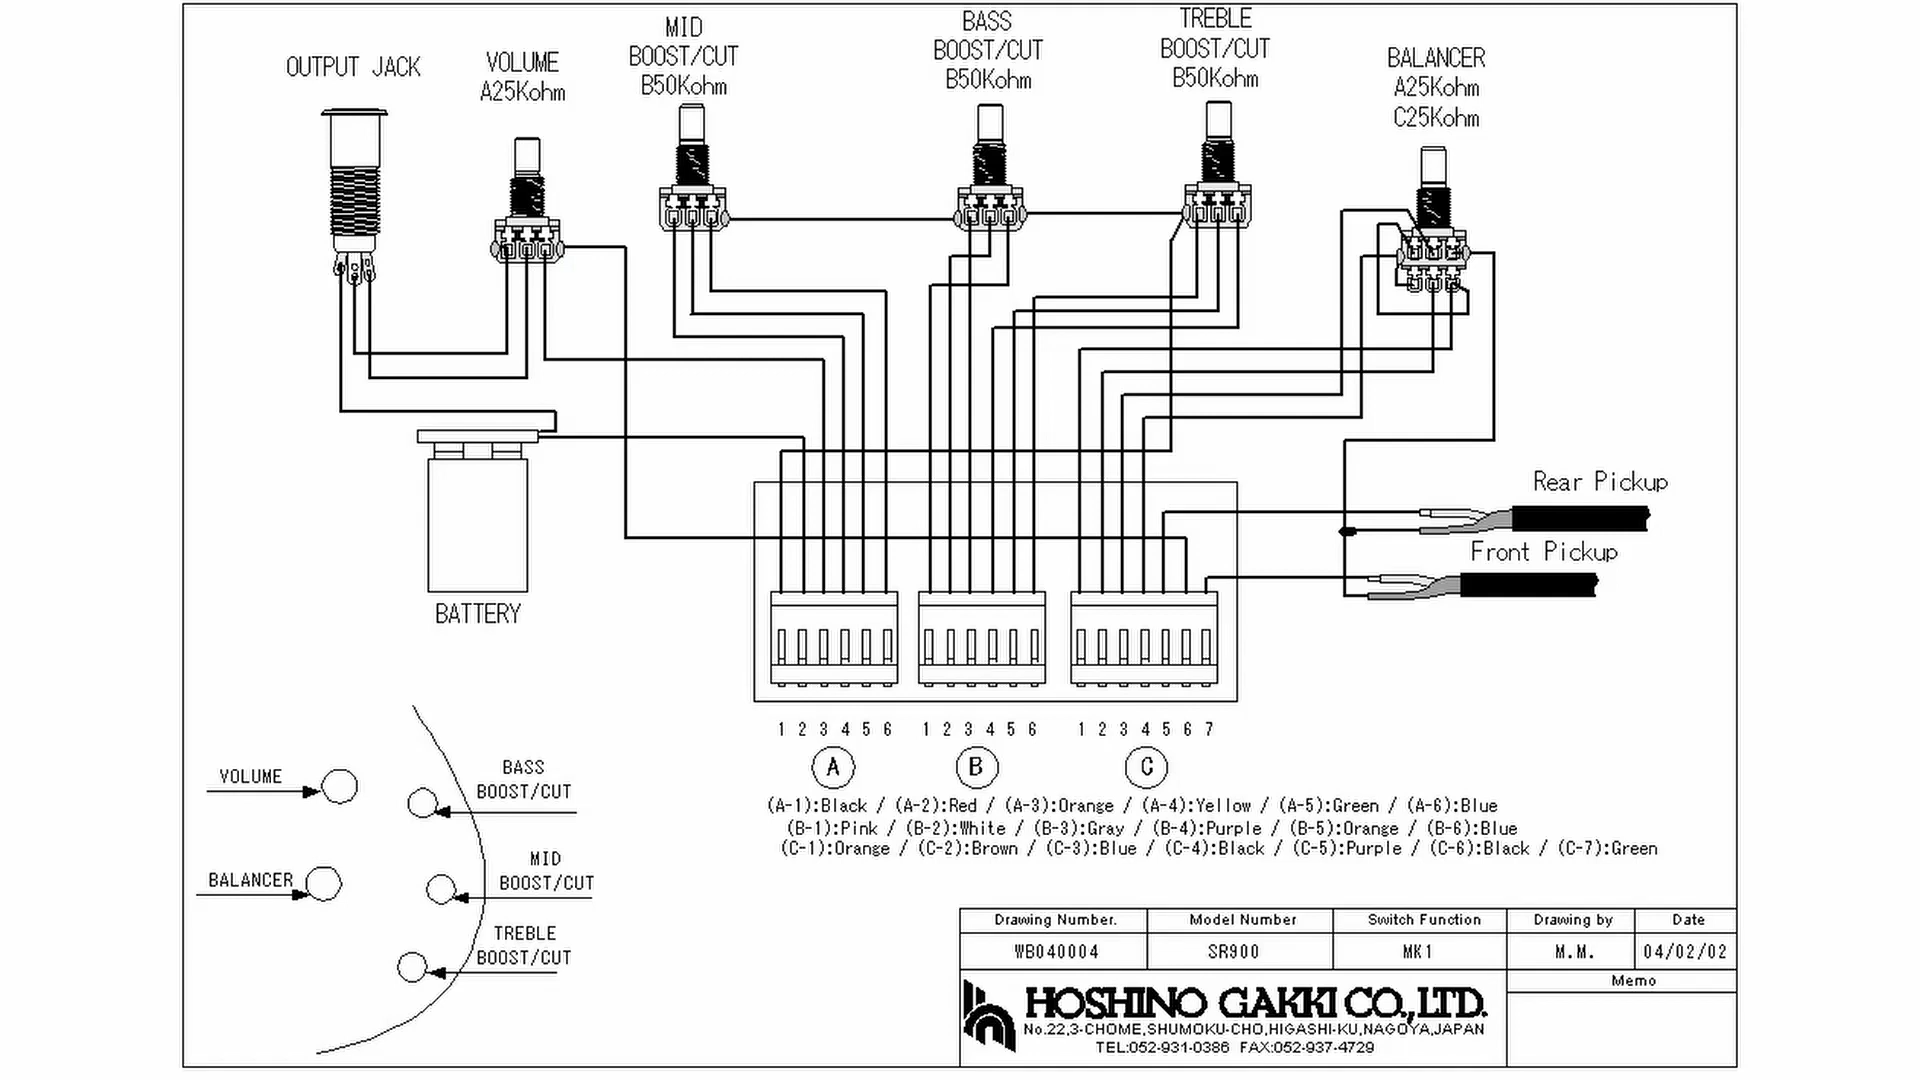 OUTPUT JACK
VOLUME
A25Kohm
MID
BOOST/CUT
B50Kohm
BASS
BOOST/CUT
B50Kohm
TREBLE
BOOST/CUT
B50Kohm
BALANCER
A25Kohm
C25Kohm
Rear Pickup
Front Pickup
BATTERY
1 2 3 4 5 6
1 2 3 4 5 6
1 2 3 4 5 6 7
A
B
C
(A-1):Black / (A-2):Red / (A-3):Orange / (A-4):Yellow / (A-5):Green / (A-6):Blue
(B-1):Pink / (B-2):White / (B-3):Gray / (B-4):Purple / (B-5):Orange / (B-6):Blue
(C-1):Orange / (C-2):Brown / (C-3):Blue / (C-4):Black / (C-5):Purple / (C-6):Black / (C-7):Green
VOLUME
BASS
BOOST/CUT
BALANCER
MID
BOOST/CUT
TREBLE
BOOST/CUT
Drawing Number. Model Number Switch Function Drawing by Date
WB040004 SR900 MK1 M.M. 04/02/02
Memo
HOSHINO GAKKI CO.,LTD.
No.22,3-CHOME,SHUMOKU-CHO,HIGASHI-KU,NAGOYA,JAPAN
TEL:052-931-0386 FAX:052-937-4729